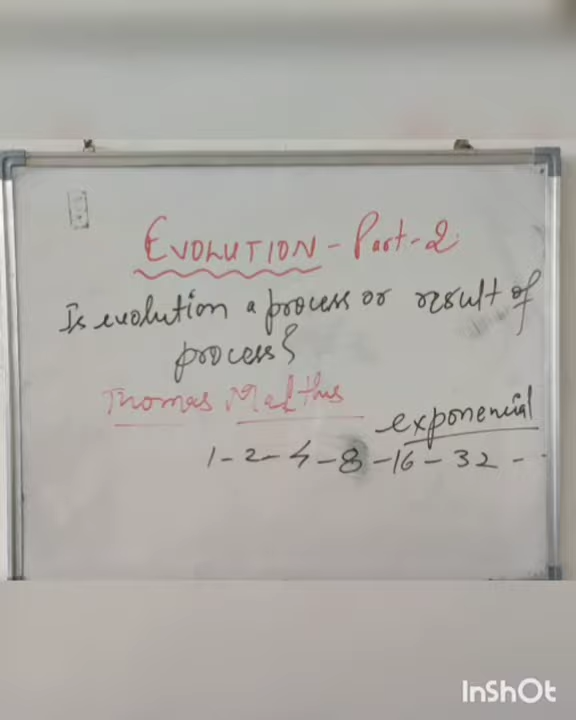 EVOLUTION - Part-2
Is evolution a process or result of
process?
Thomas Malthus
exponencial
1-2-4-8-16-32--
InShOt